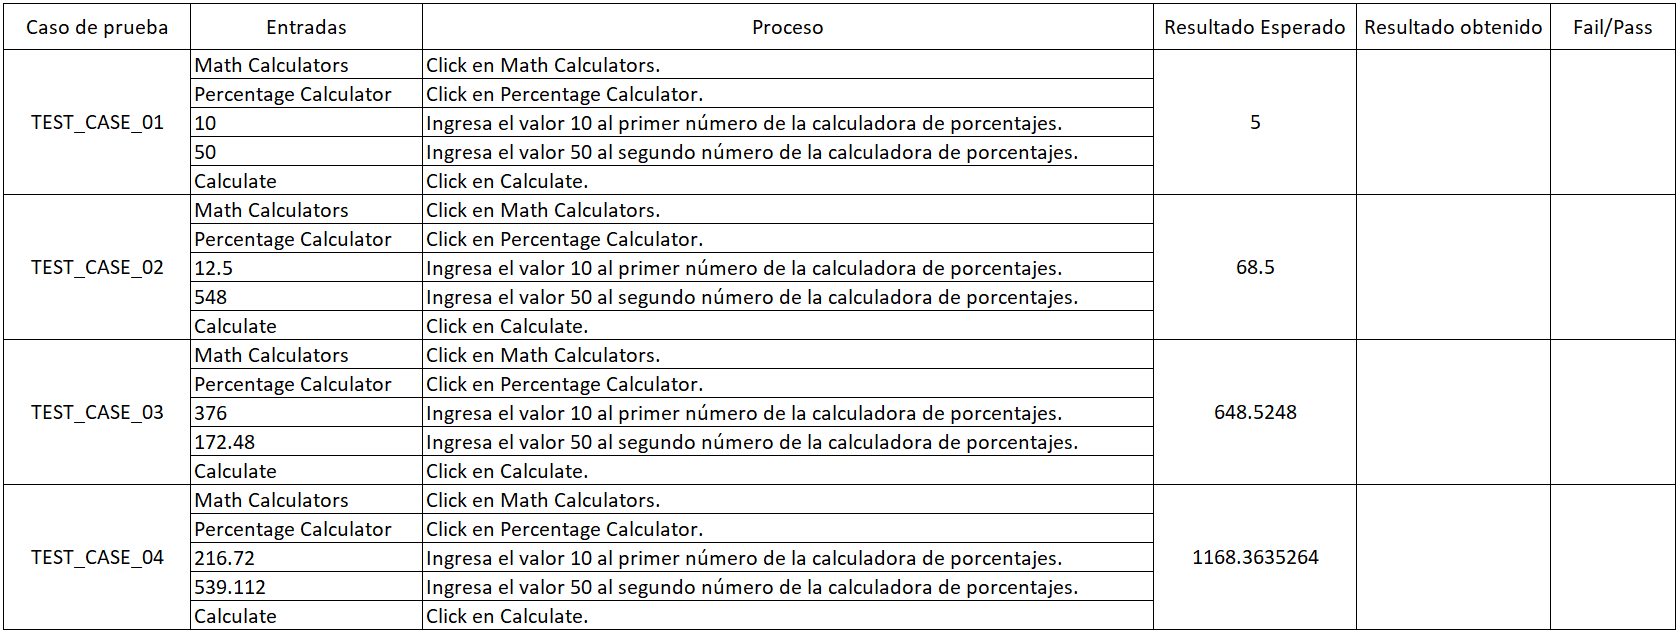 Caso de prueba Entradas Proceso Resultado Esperado Resultado obtenido Fail/Pass
TEST_CASE_01
Math Calculators Click en Math Calculators.
Percentage Calculator Click en Percentage Calculator.
10 Ingresa el valor 10 al primer número de la calculadora de porcentajes.
50 Ingresa el valor 50 al segundo número de la calculadora de porcentajes.
Calculate Click en Calculate.
5
TEST_CASE_02
Math Calculators Click en Math Calculators.
Percentage Calculator Click en Percentage Calculator.
12.5 Ingresa el valor 10 al primer número de la calculadora de porcentajes.
548 Ingresa el valor 50 al segundo número de la calculadora de porcentajes.
Calculate Click en Calculate.
68.5
TEST_CASE_03
Math Calculators Click en Math Calculators.
Percentage Calculator Click en Percentage Calculator.
376 Ingresa el valor 10 al primer número de la calculadora de porcentajes.
172.48 Ingresa el valor 50 al segundo número de la calculadora de porcentajes.
Calculate Click en Calculate.
648.5248
TEST_CASE_04
Math Calculators Click en Math Calculators.
Percentage Calculator Click en Percentage Calculator.
216.72 Ingresa el valor 10 al primer número de la calculadora de porcentajes.
539.112 Ingresa el valor 50 al segundo número de la calculadora de porcentajes.
Calculate Click en Calculate.
1168.3635264